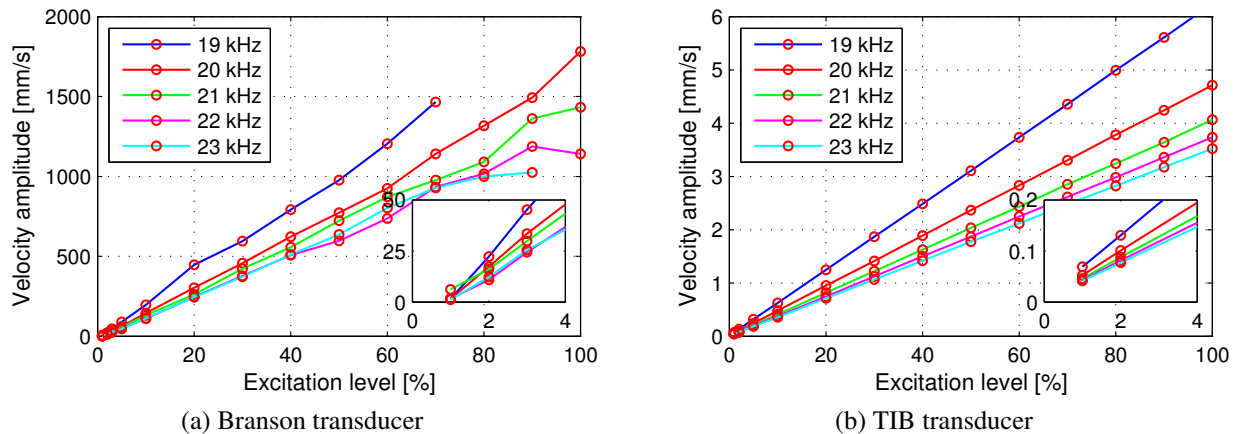 2000
1500
1000
500
0
0
20
40
60
80
100
Velocity amplitude [mm/s]
Excitation level [%]
19 kHz
20 kHz
21 kHz
22 kHz
23 kHz
50
25
0
0
2
4
(a) Branson transducer
6
5
4
3
2
1
0
0
20
40
60
80
100
Velocity amplitude [mm/s]
Excitation level [%]
19 kHz
20 kHz
21 kHz
22 kHz
23 kHz
0.2
0.1
0
0
2
4
(b) TIB transducer